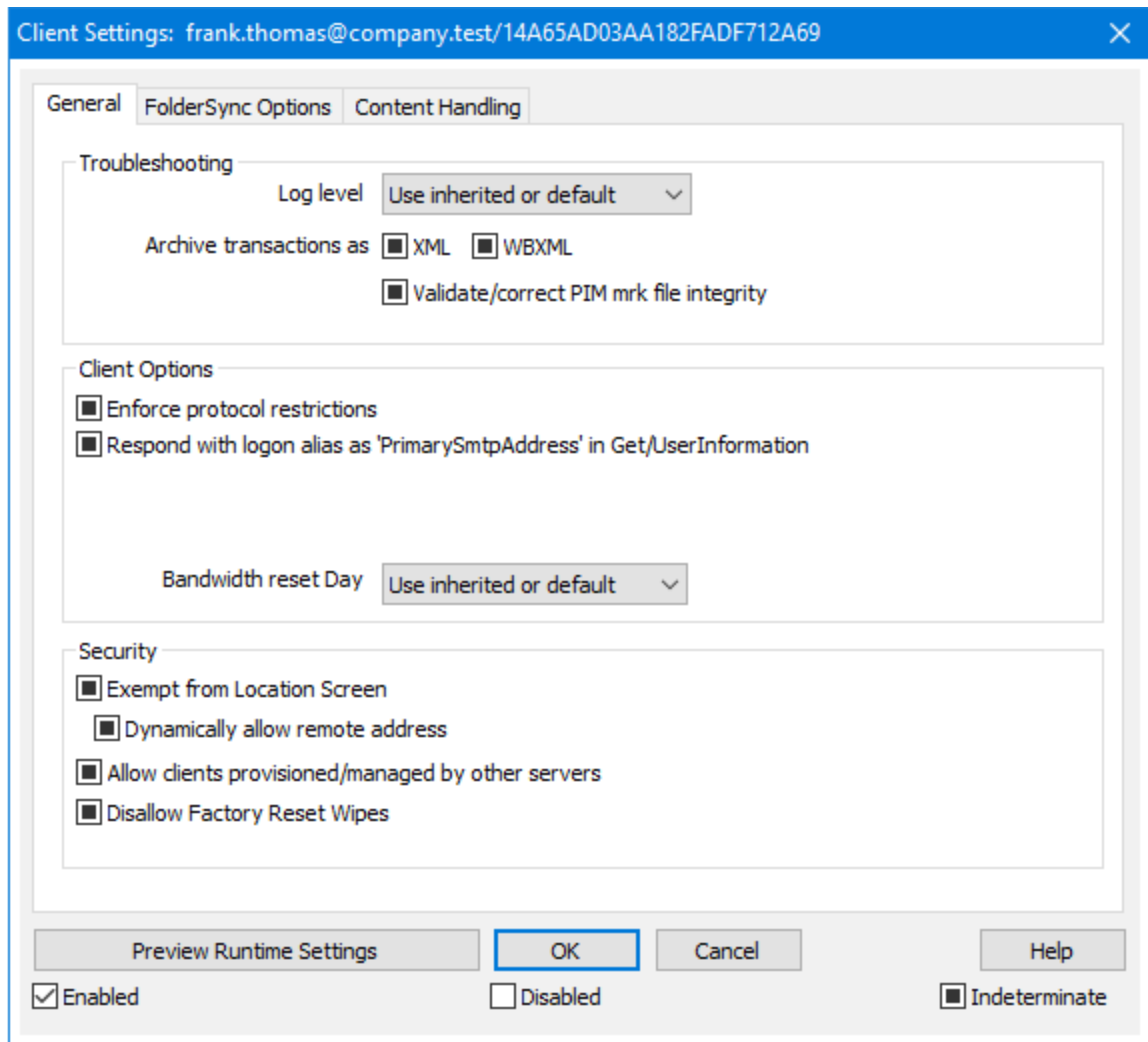 Client Settings: frank.thomas@company.test/14A65AD03AA182FADF712A69
General FolderSync Options Content Handling
Troubleshooting
Log level Use inherited or default
Archive transactions as XML WBXML
Validate/correct PIM mrk file integrity
Client Options
Enforce protocol restrictions
Respond with logon alias as 'PrimarySmtpAddress' in Get/UserInformation
Bandwidth reset Day Use inherited or default
Security
Exempt from Location Screen
Dynamically allow remote address
Allow clients provisioned/managed by other servers
Disallow Factory Reset Wipes
Preview Runtime Settings OK Cancel Help
Enabled Disabled Indeterminate